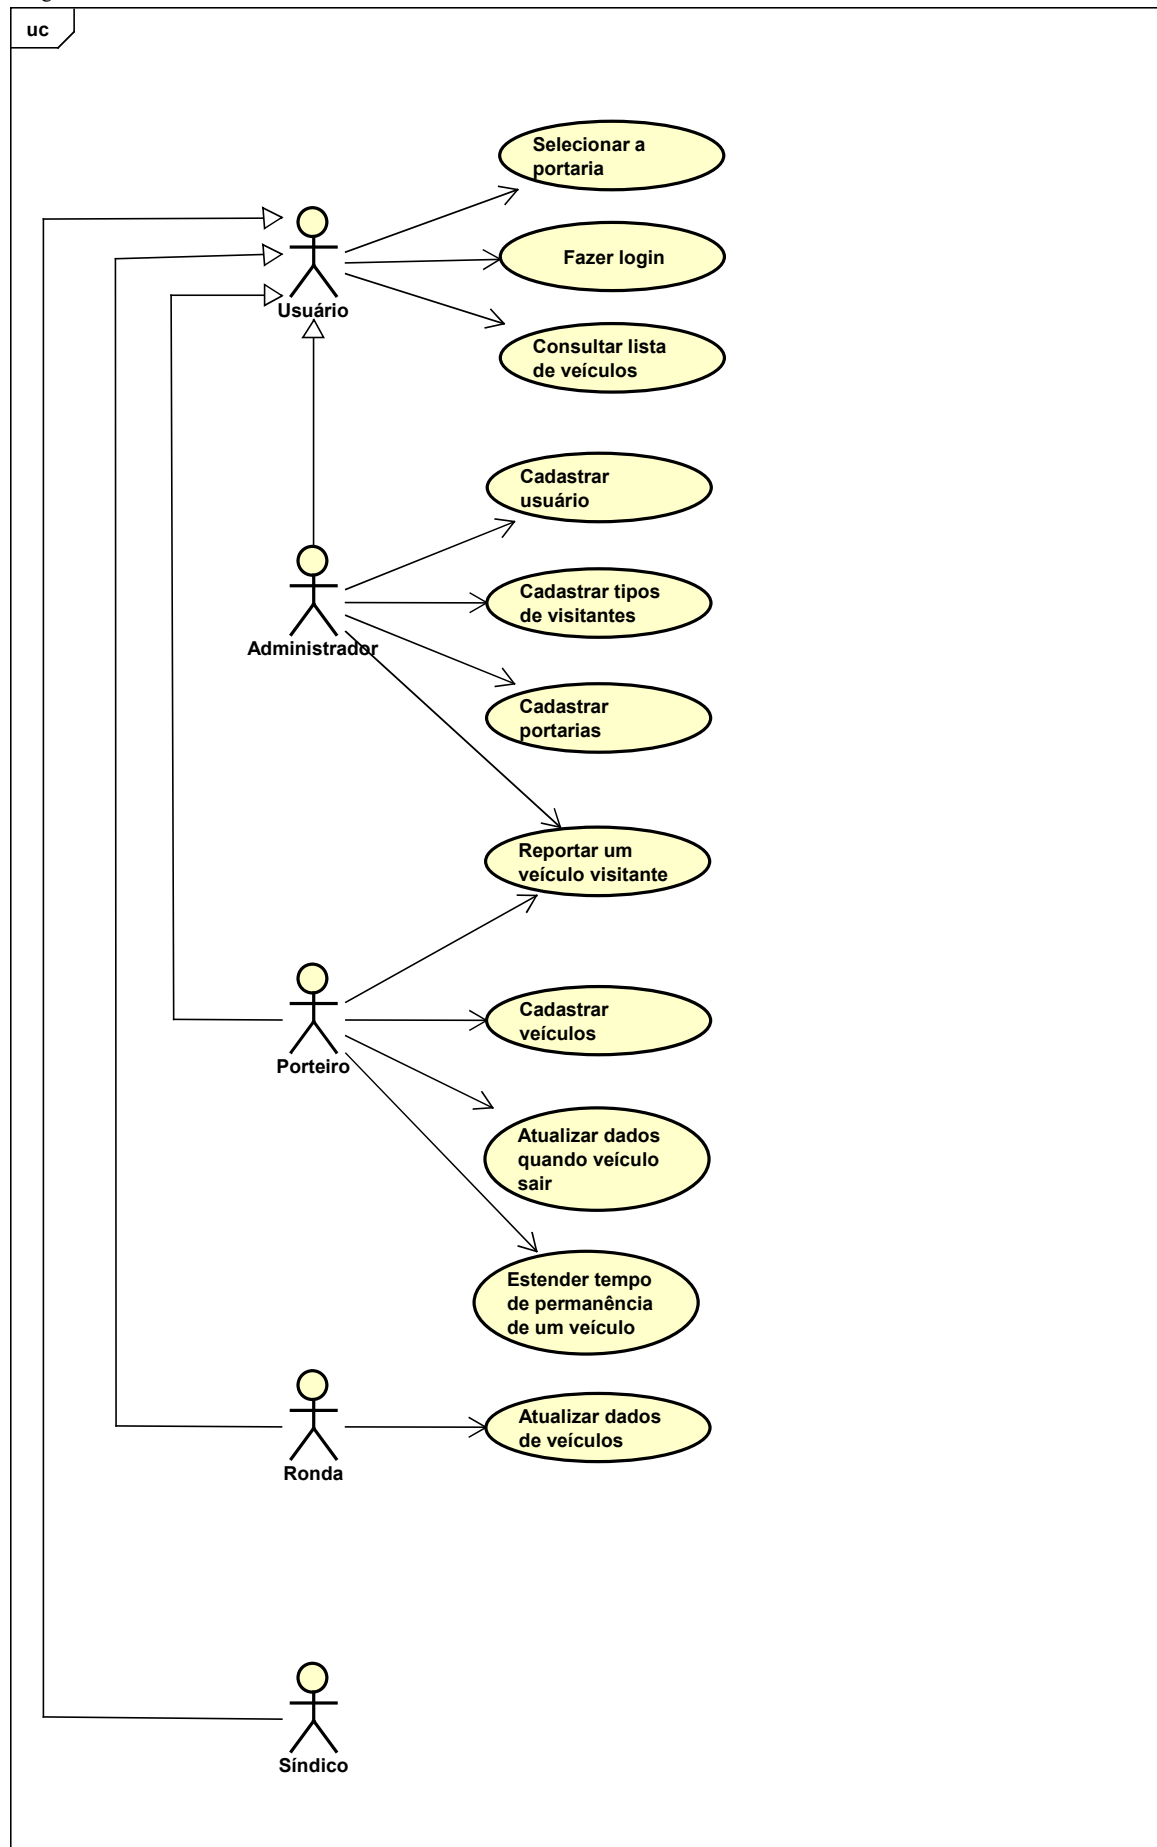 uc
Selecionar a
portaria
Fazer login
Usuário
Consultar lista
de veículos
Cadastrar
usuário
Cadastrar tipos
de visitantes
Administrador
Cadastrar
portarias
Reportar um
veículo visitante
Cadastrar
veículos
Porteiro
Atualizar dados
quando veículo
sair
Estender tempo
de permanência
de um veículo
Atualizar dados
de veículos
Ronda
Síndico